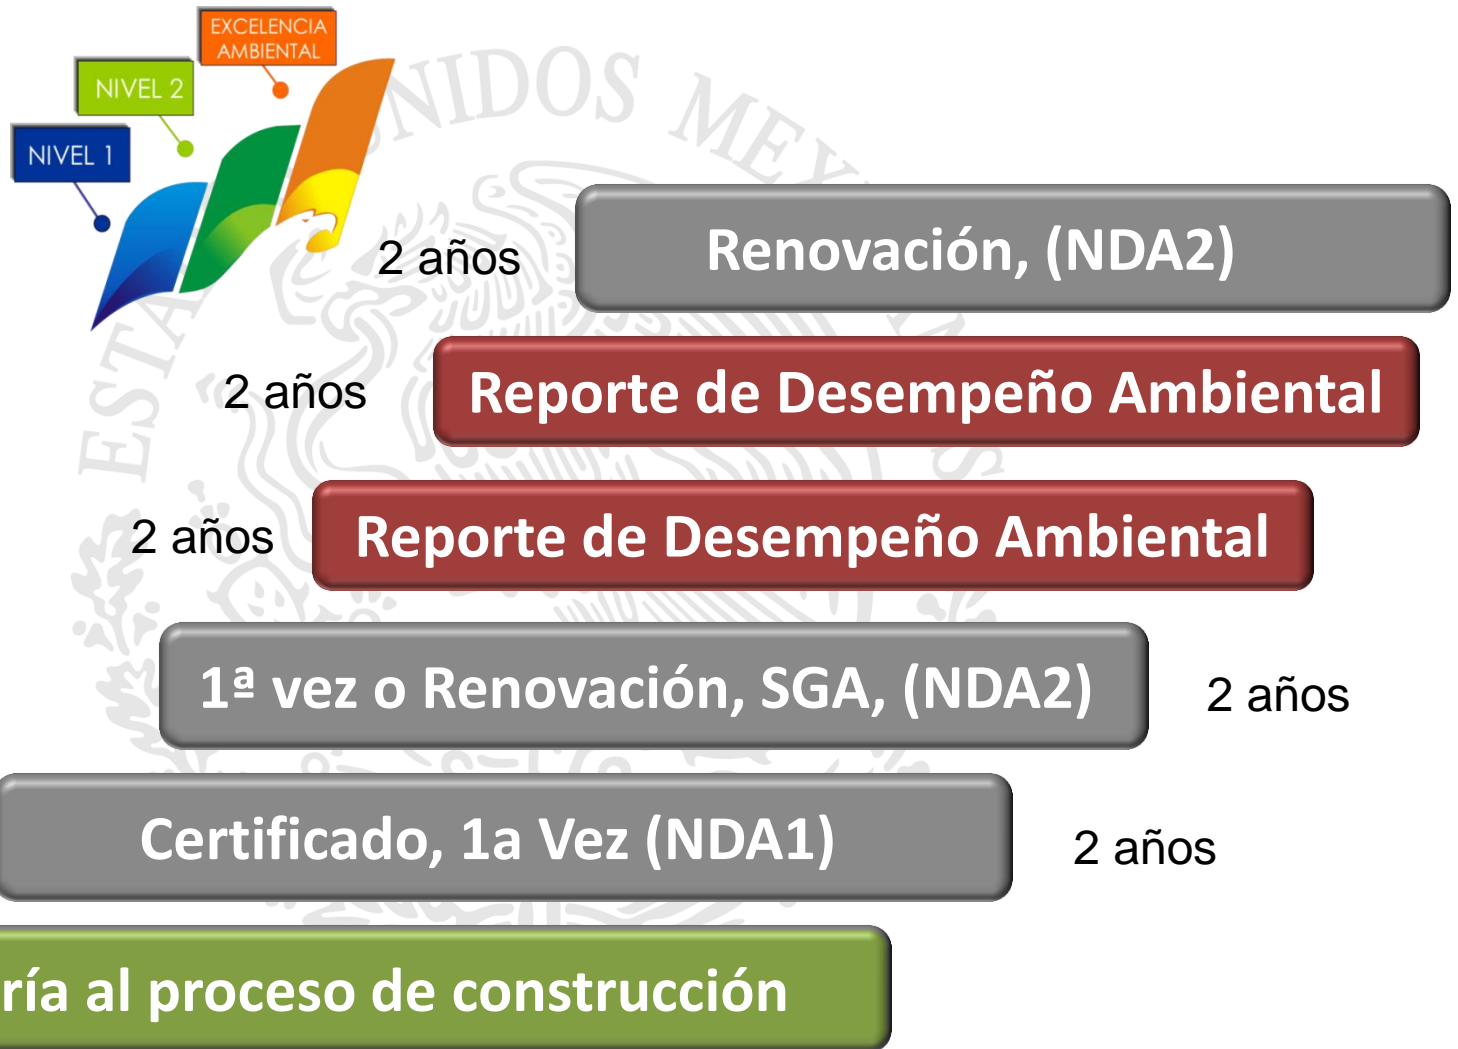 EXCELENCIA
AMBIENTAL
NIVEL 2
NIVEL 1
2 años
Renovación, (NDA2)
2 años
Reporte de Desempeño Ambiental
2 años
Reporte de Desempeño Ambiental
1ª vez o Renovación, SGA, (NDA2)
2 años
Certificado, 1a Vez (NDA1)
2 años
ría al proceso de construcción